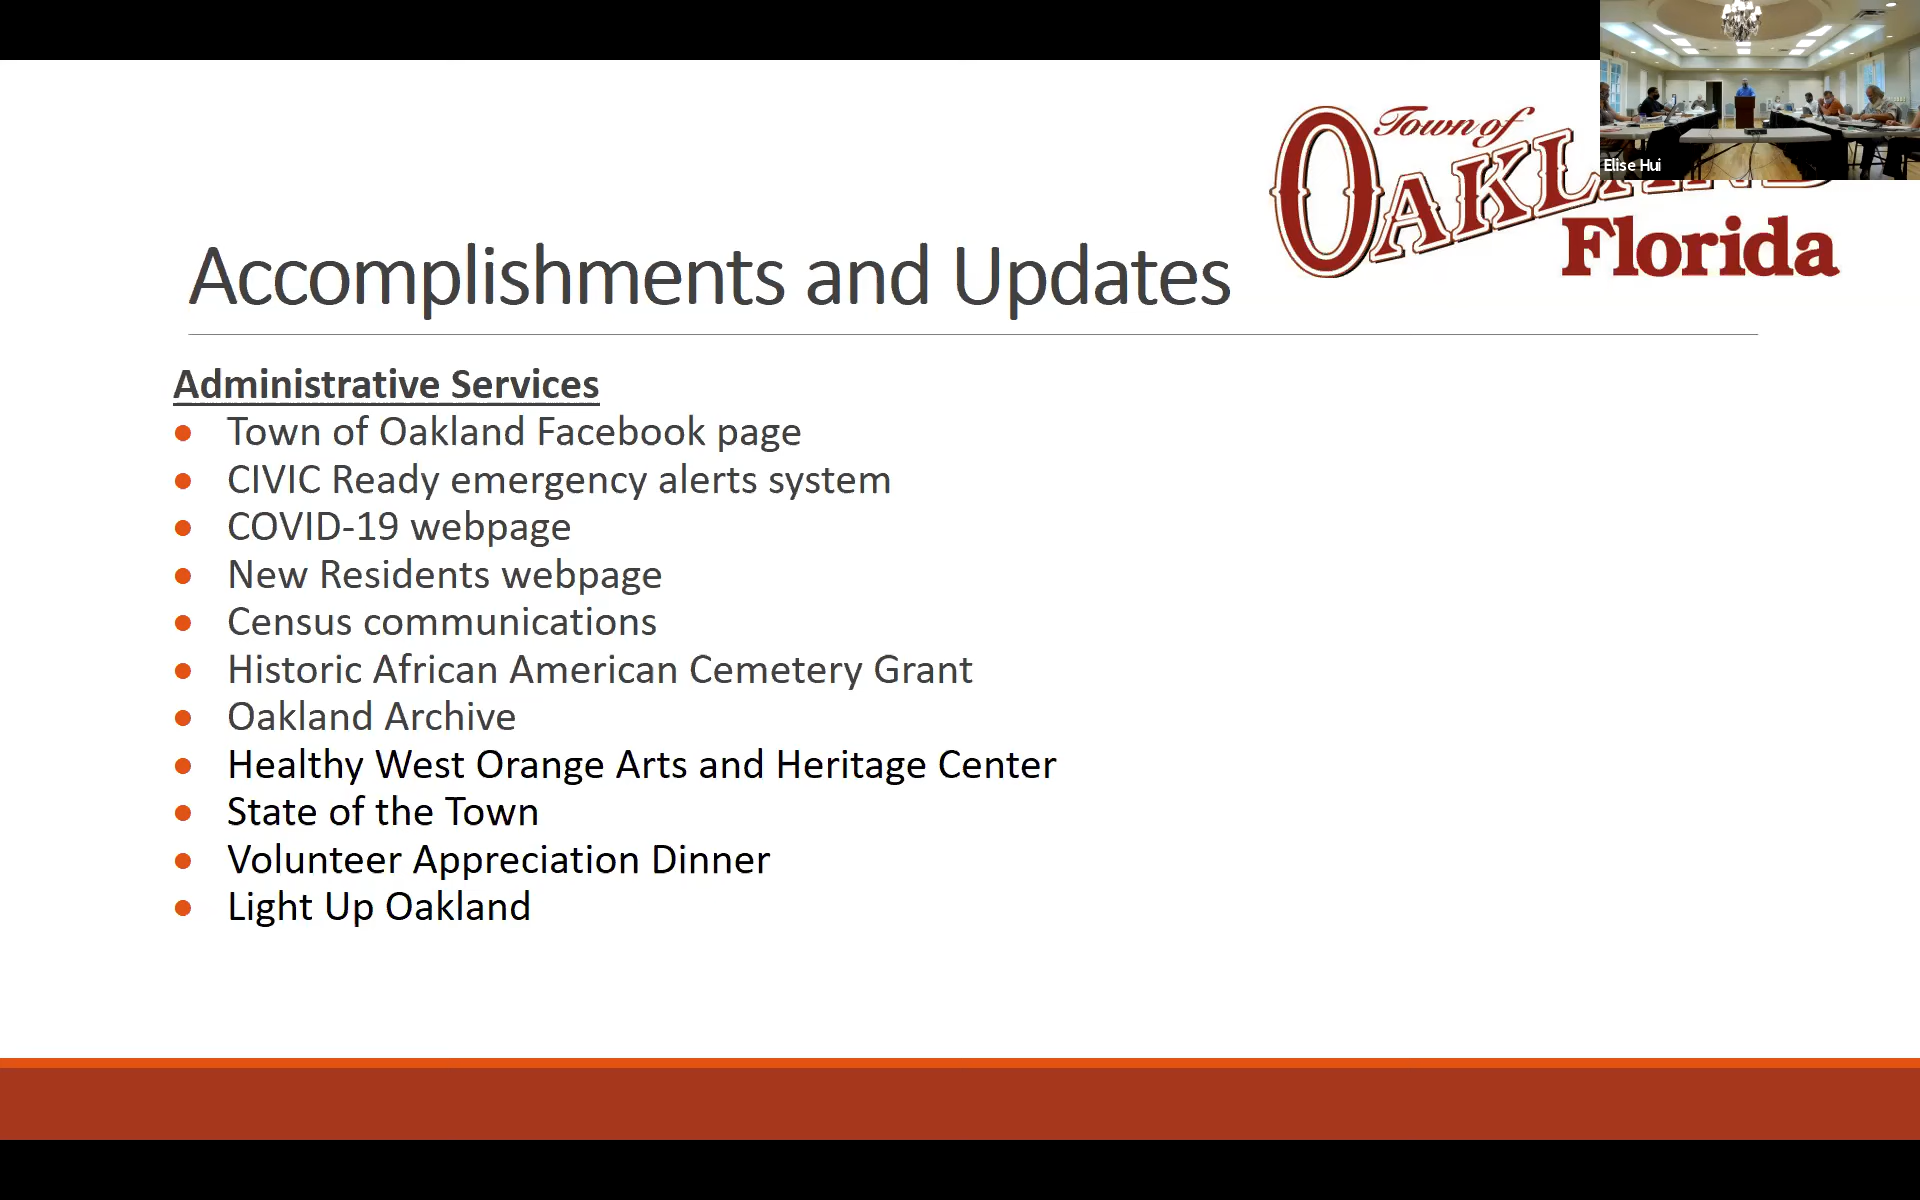 Town of
OAKLAND
Florida
Elise Hui
Accomplishments and Updates
Administrative Services
Town of Oakland Facebook page
CIVIC Ready emergency alerts system
COVID-19 webpage
New Residents webpage
Census communications
Historic African American Cemetery Grant
Oakland Archive
Healthy West Orange Arts and Heritage Center
State of the Town
Volunteer Appreciation Dinner
Light Up Oakland